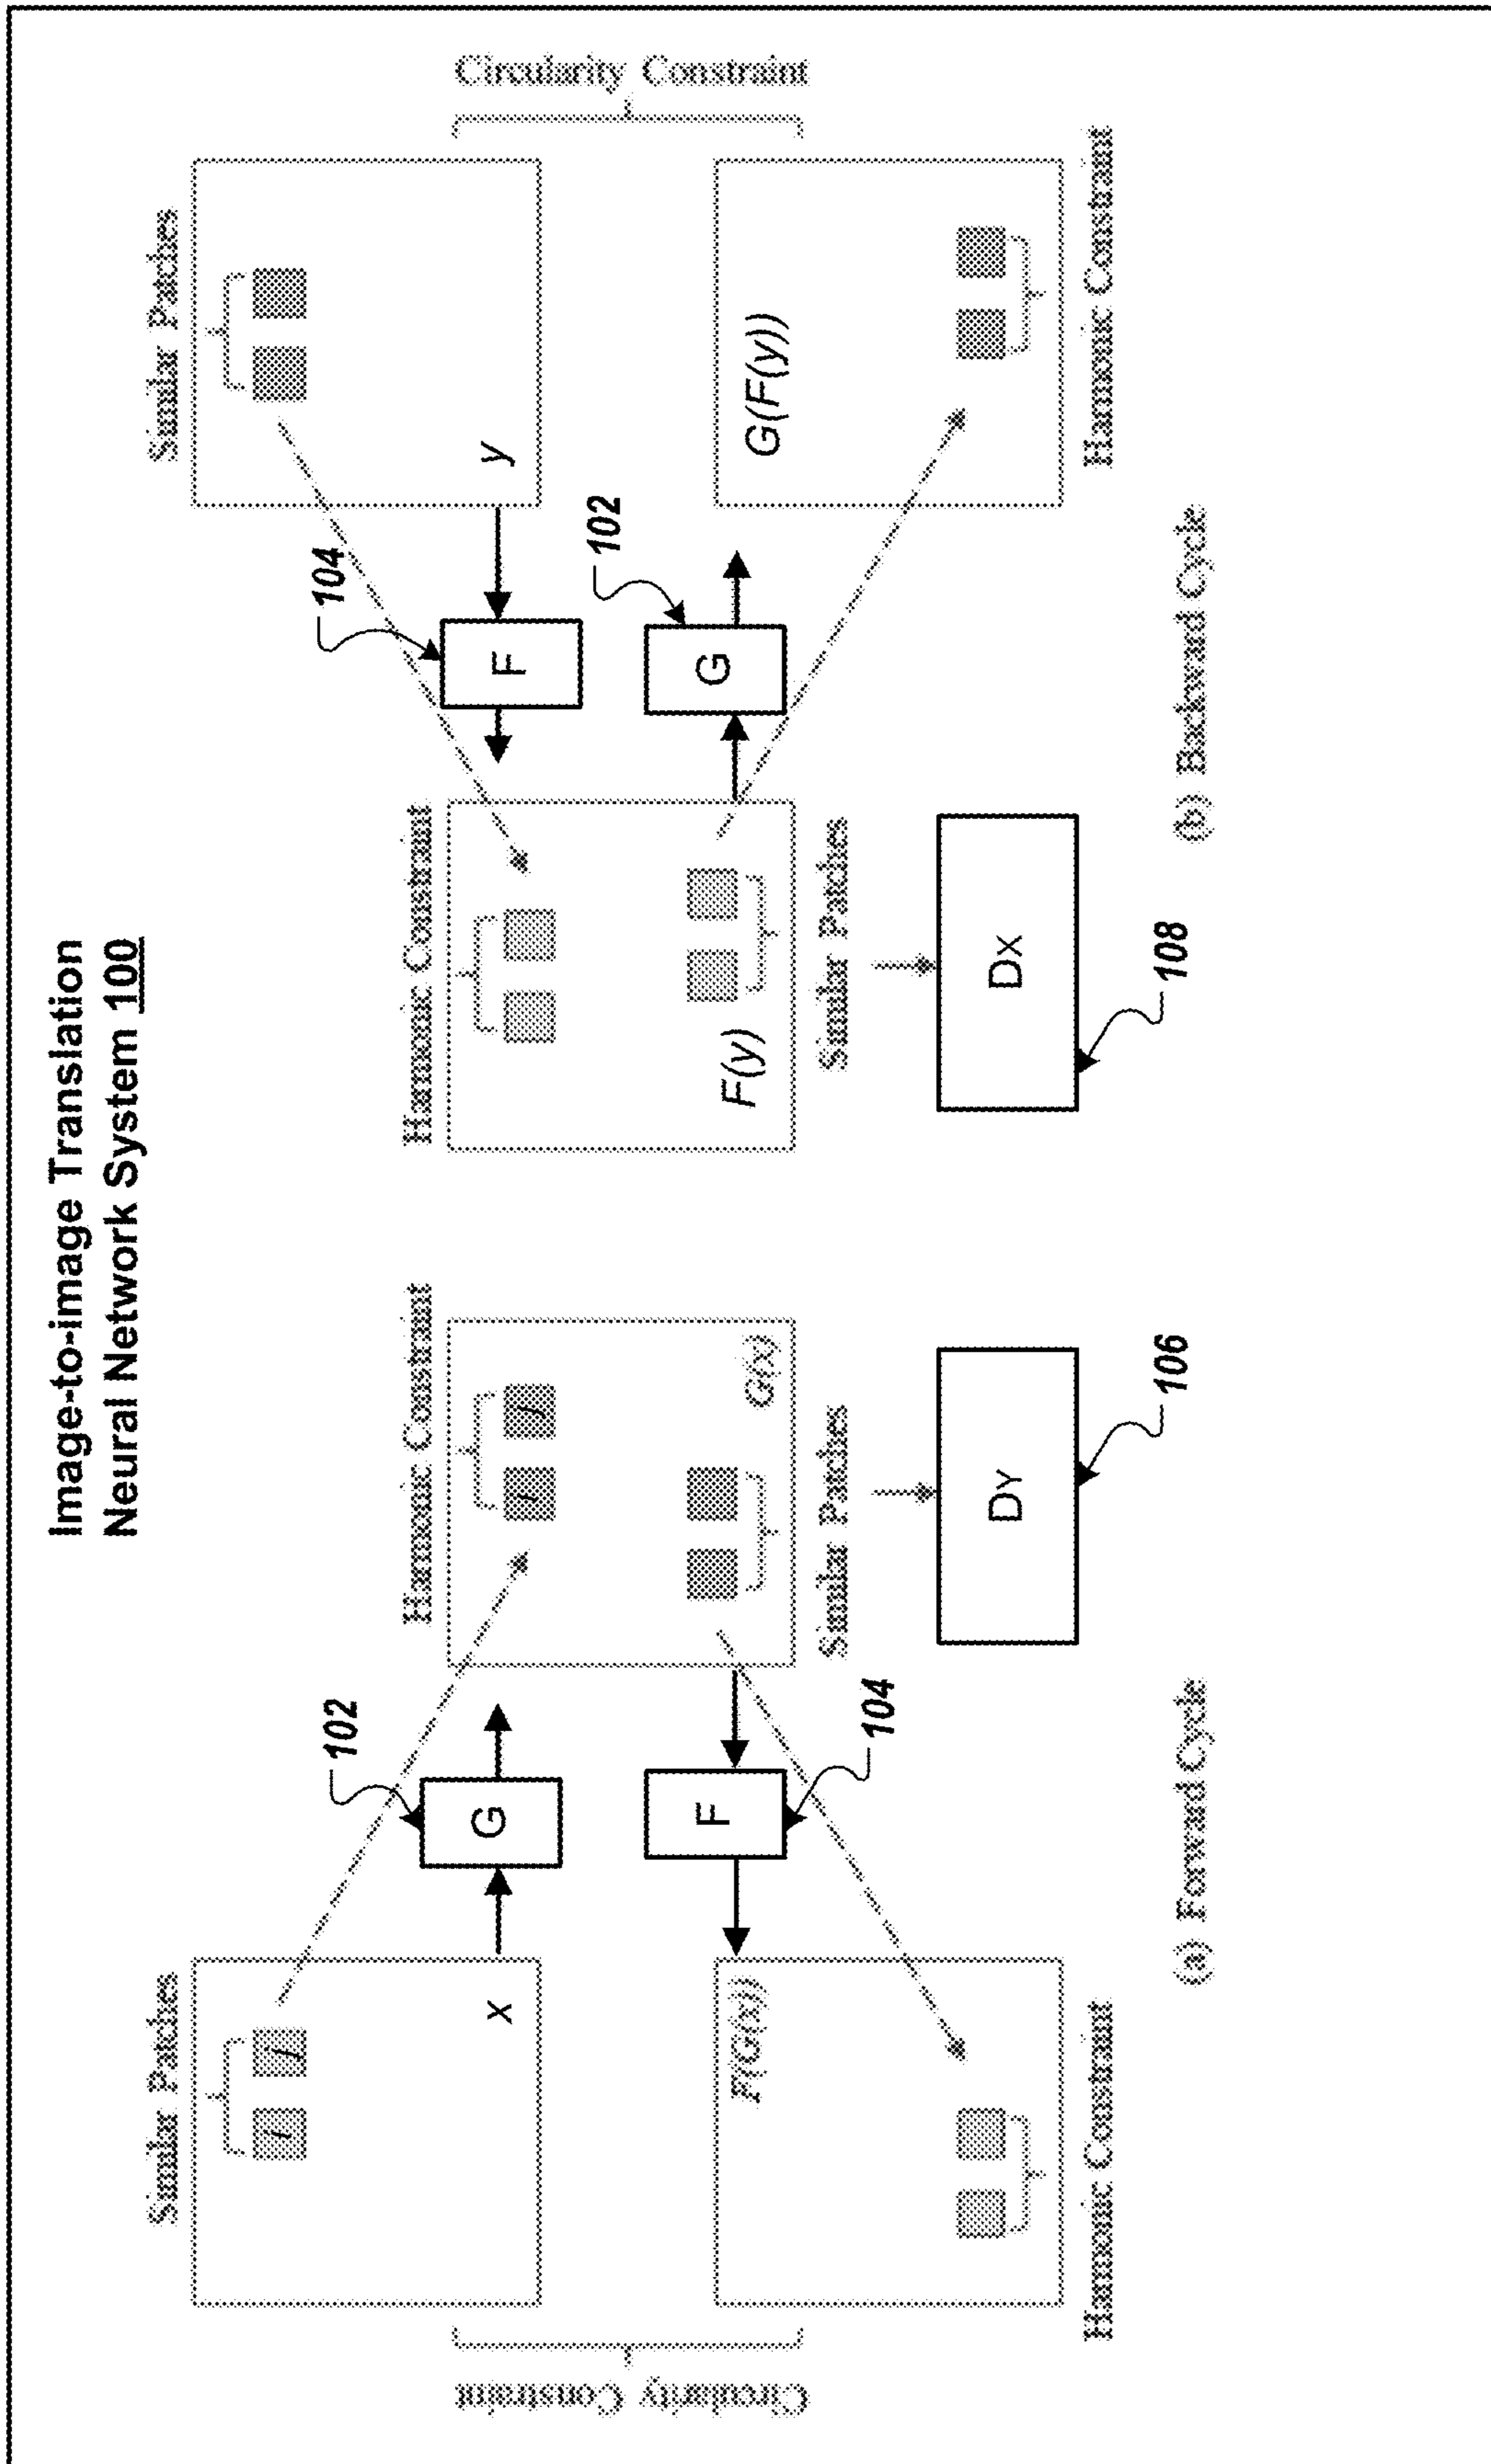 Image-to-image Translation
Neural Network System 100
Similar Patches
i
j
x
102
G
Harmonic Constraint
i
j
G(x)
Similar Patches
104
F
F(G(x))
Harmonic Constraint
Circularity Constraint
DY
106
(a) Forward Cycle
Similar Patches
y
104
F
Harmonic Constraint
F(y)
Similar Patches
102
G
G(F(y))
Harmonic Constraint
Circularity Constraint
DX
108
(b) Backward Cycle